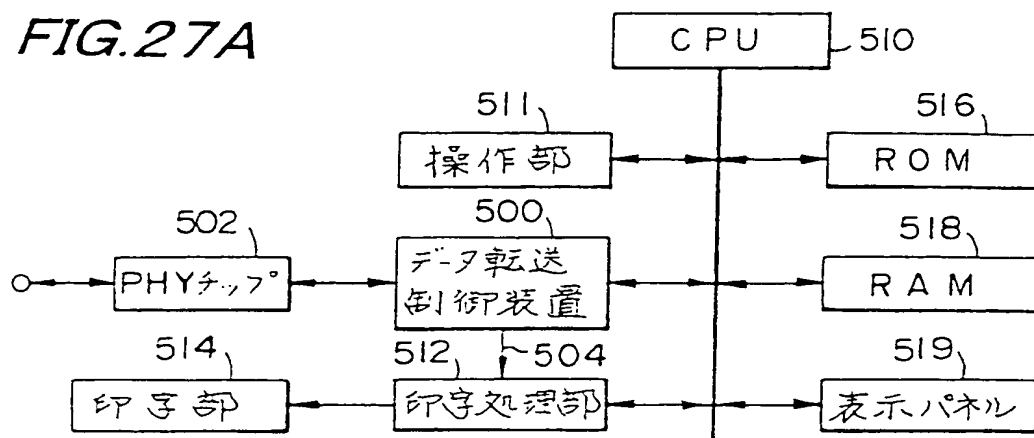 FIG.27A
CPU
510
511
操作部
516
ROM
502
PHYチップ
500
データ転送
制御装置
518
RAM
514
印字部
512
504
印字処理部
519
表示パネル